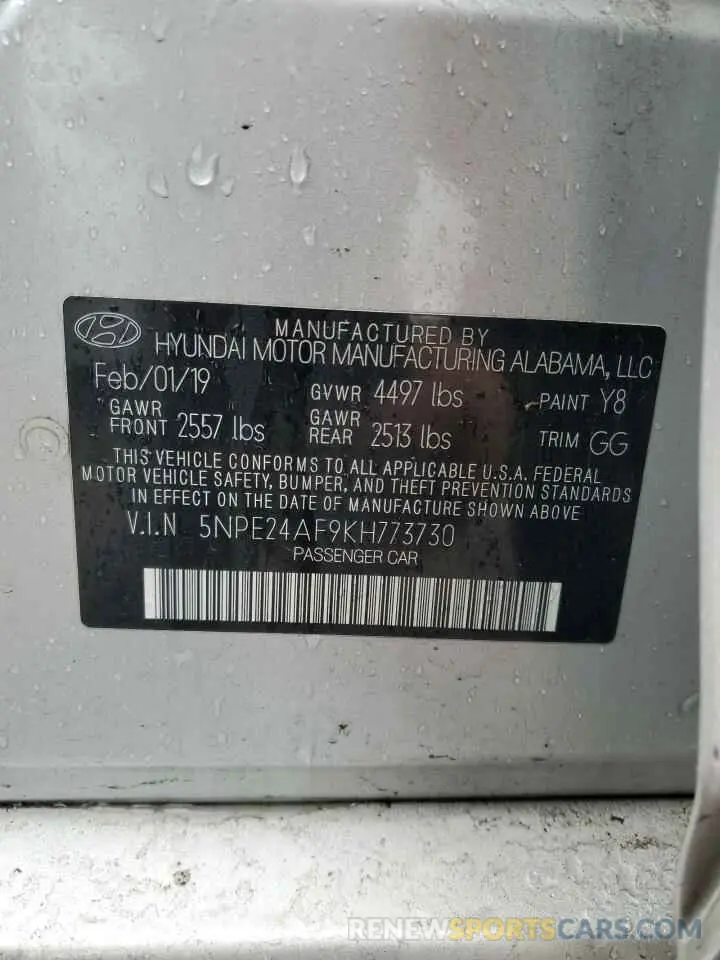 MANUFACTURED BY
HYUNDAI MOTOR MANUFACTURING ALABAMA, LLC
Feb/01/19 GVWR 4497 lbs PAINT Y8
GAWR FRONT 2557 lbs GAWR REAR 2513 lbs TRIM GG
THIS VEHICLE CONFORMS TO ALL APPLICABLE U.S.A. FEDERAL
MOTOR VEHICLE SAFETY, BUMPER, AND THEFT PREVENTION STANDARDS
IN EFFECT ON THE DATE OF MANUFACTURE SHOWN ABOVE
V.I.N 5NPE24AF9KH773730
PASSENGER CAR
RENEWSPORTSCARS.COM